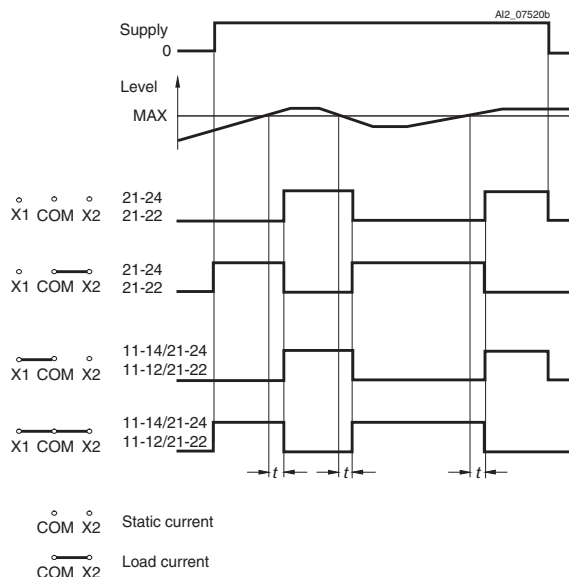 AI2_07520b
Supply
0
Level
MAX
X1 COM X2
21-24
21-22
X1 COM X2
21-24
21-22
X1 COM X2
11-14/21-24
11-12/21-22
X1 COM X2
11-14/21-24
11-12/21-22
t t t
COM X2 Static current
COM X2 Load current